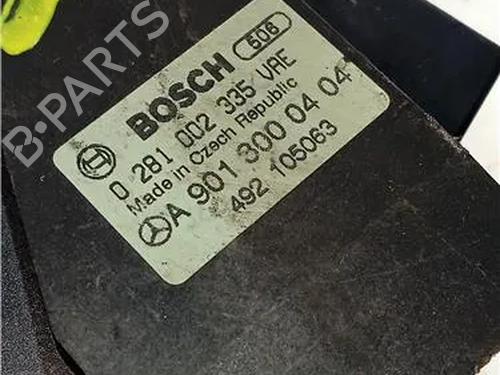 B-PARTS
BOSCH 506
0 281 002 335 VAE
Made in Czech Republic
A 901 300 04 04
492 105063